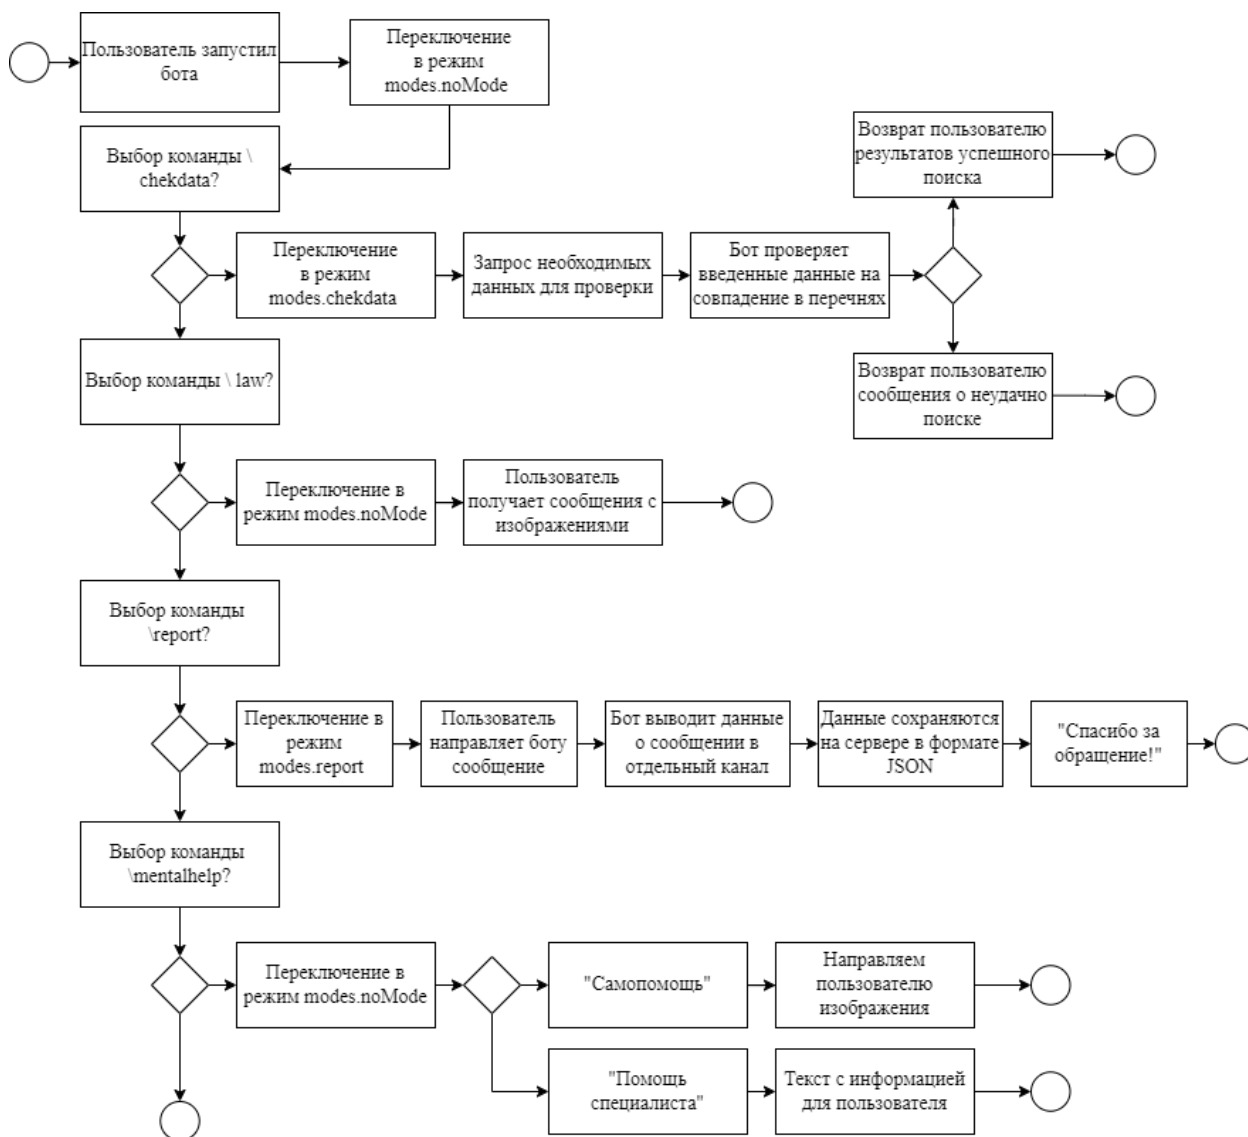 Пользователь запустил
бота
Переключение
в режим
modes.noMode
Выбор команды \
chekdata?
Возврат пользователю
результатов успешного
поиска
Переключение
в режим
modes.chekdata
Запрос необходимых
данных для проверки
Бот проверяет
введенные данные на
совпадение в перечнях
Возврат пользователю
сообщения о неудачно
поиске
Выбор команды \ law?
Переключение в
режим modes.noMode
Пользователь
получает сообщения с
изображениями
Выбор команды
\report?
Переключение в
режим
modes.report
Пользователь
направляет боту
сообщение
Бот выводит данные
о сообщении в
отдельный канал
Данные сохраняются
на сервере в формате
JSON
"Спасибо за
обращение!"
Выбор команды
\mentalhelp?
Переключение в
режим modes.noMode
"Самопомощь"
Направляем
пользователю
изображения
"Помощь
специалиста"
Текст с информацией
для пользователя